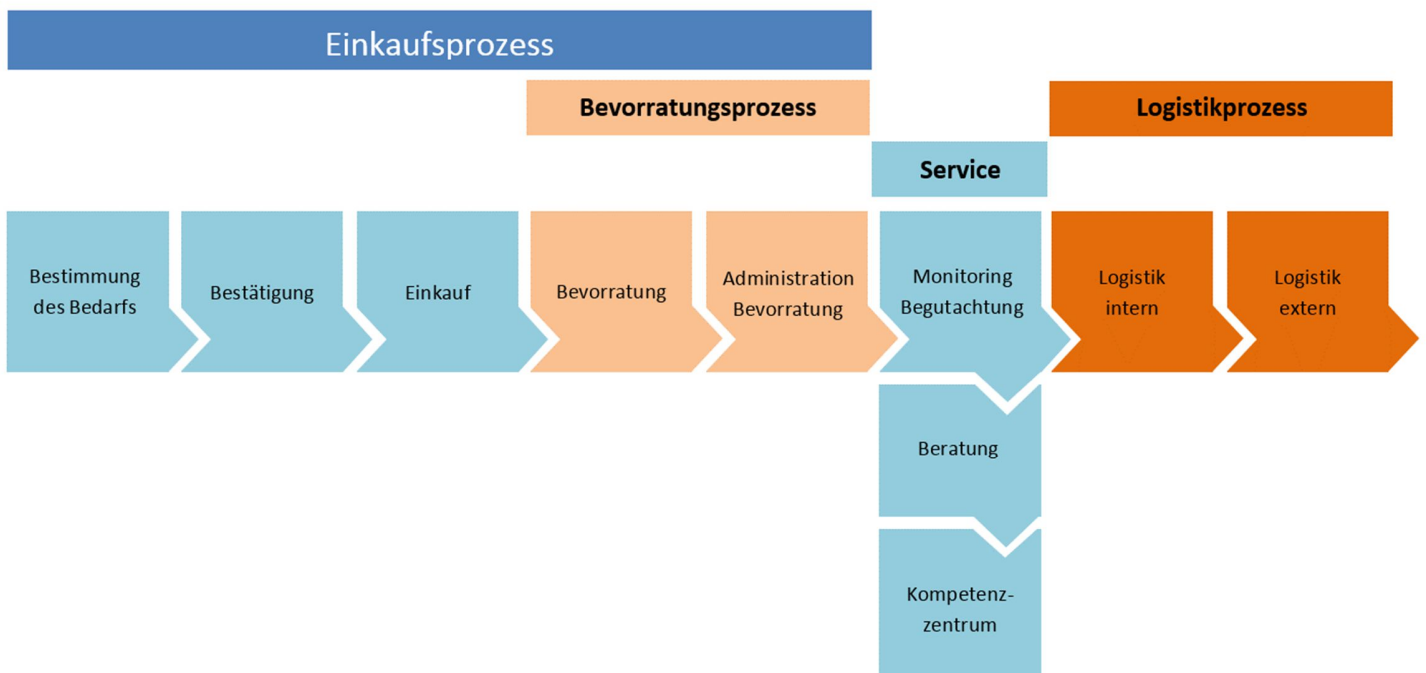 Einkaufsprozess
Bevorratungsprozess
Logistikprozess
Service
Bestimmung
des Bedarfs
Bestätigung
Einkauf
Bevorratung
Administration
Bevorratung
Monitoring
Begutachtung
Logistik
intern
Logistik
extern
Beratung
Kompetenz-
zentrum